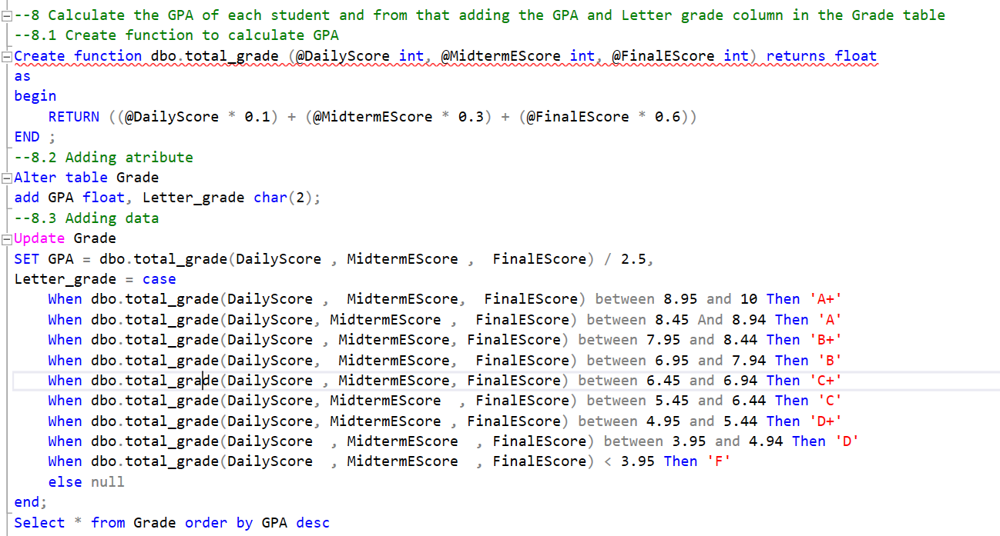 --8 Calculate the GPA of each student and from that adding the GPA and Letter grade column in the Grade table
--8.1 Create function to calculate GPA
Create function dbo.total_grade (@DailyScore int, @MidtermEScore int, @FinalEScore int) returns float
as
begin
    RETURN ((@DailyScore * 0.1) + (@MidtermEScore * 0.3) + (@FinalEScore * 0.6))
END ;
--8.2 Adding atribute
Alter table Grade
add GPA float, Letter_grade char(2);
--8.3 Adding data
Update Grade
SET GPA = dbo.total_grade(DailyScore , MidtermEScore ,  FinalEScore) / 2.5,
Letter_grade = case
    When dbo.total_grade(DailyScore ,  MidtermEScore,  FinalEScore) between 8.95 and 10 Then 'A+'
    When dbo.total_grade(DailyScore, MidtermEScore ,  FinalEScore) between 8.45 And 8.94 Then 'A'
    When dbo.total_grade(DailyScore , MidtermEScore, FinalEScore) between 7.95 and 8.44 Then 'B+'
    When dbo.total_grade(DailyScore,  MidtermEScore,  FinalEScore) between 6.95 and 7.94 Then 'B'
    When dbo.total_grade(DailyScore , MidtermEScore, FinalEScore) between 6.45 and 6.94 Then 'C+'
    When dbo.total_grade(DailyScore, MidtermEScore  , FinalEScore) between 5.45 and 6.44 Then 'C'
    When dbo.total_grade(DailyScore, MidtermEScore , FinalEScore) between 4.95 and 5.44 Then 'D+'
    When dbo.total_grade(DailyScore  , MidtermEScore  , FinalEScore) between 3.95 and 4.94 Then 'D'
    When dbo.total_grade(DailyScore  , MidtermEScore  , FinalEScore) < 3.95 Then 'F'
    else null
end;
Select * from Grade order by GPA desc